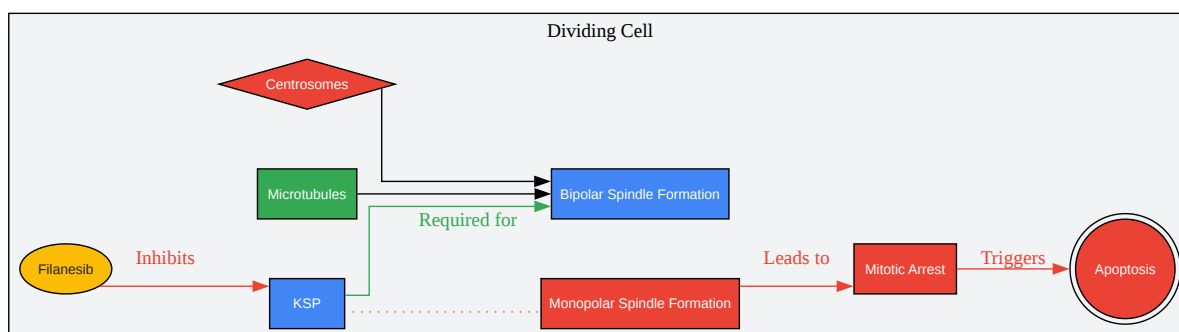 Dividing Cell
Centrosomes
Microtubules
Bipolar Spindle Formation
Required for
Filanesib
Inhibits
KSP
Monopolar Spindle Formation
Leads to
Mitotic Arrest
Triggers
Apoptosis